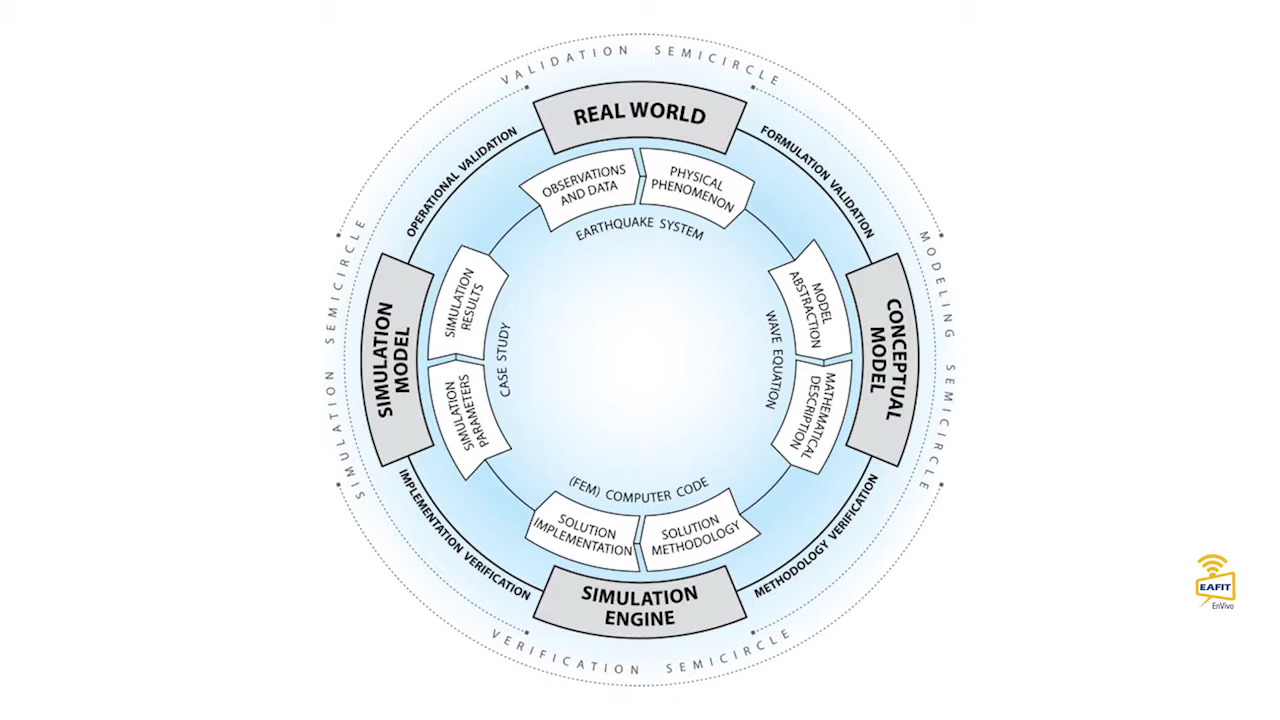 VALIDATION SEMICIRCLE
REAL WORLD
OPERATIONAL VALIDATION
FORMULATION VALIDATION
OBSERVATIONS
AND DATA
PHYSICAL
PHENOMENON
EARTHQUAKE SYSTEM
SIMULATION SEMICIRCLE
MODELING SEMICIRCLE
SIMULATION
MODEL
SIMULATION
RESULTS
CASE STUDY
SIMULATION
PARAMETERS
MODEL
ABSTRACTION
WAVE EQUATION
MATHEMATICAL
DESCRIPTION
CONCEPTUAL
MODEL
(FEM) COMPUTER CODE
SOLUTION
IMPLEMENTATION
SOLUTION
METHODOLOGY
IMPLEMENTATION VERIFICATION
METHODOLOGY VERIFICATION
SIMULATION
ENGINE
VERIFICATION SEMICIRCLE
EAFIT
EnVivo